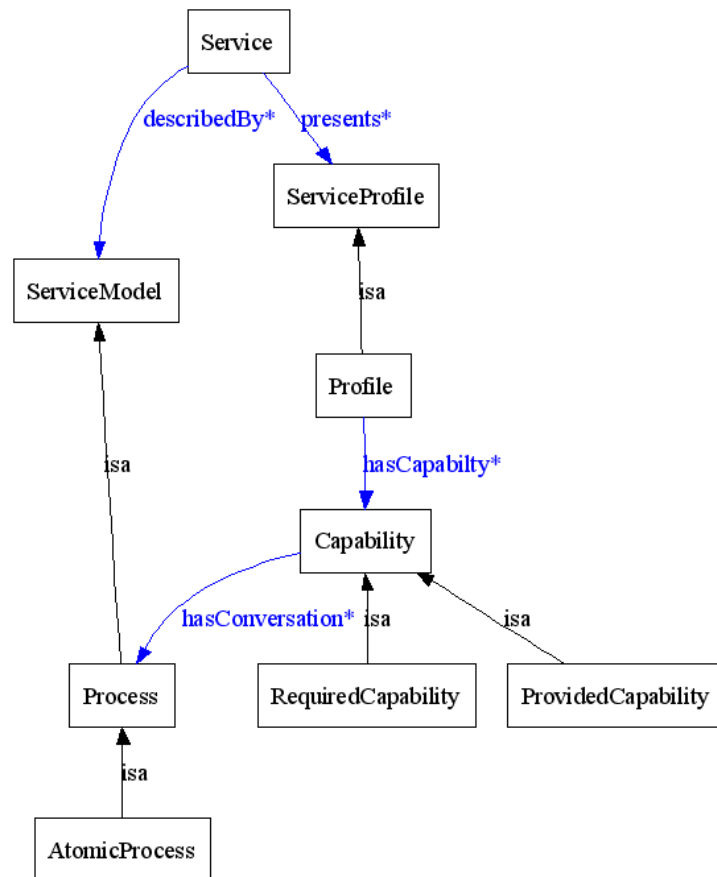 Service
describedBy*
presents*
ServiceProfile
ServiceModel
isa
Profile
isa
hasCapabilty*
Capability
hasConversation*
isa
isa
Process
RequiredCapability
ProvidedCapability
isa
AtomicProcess